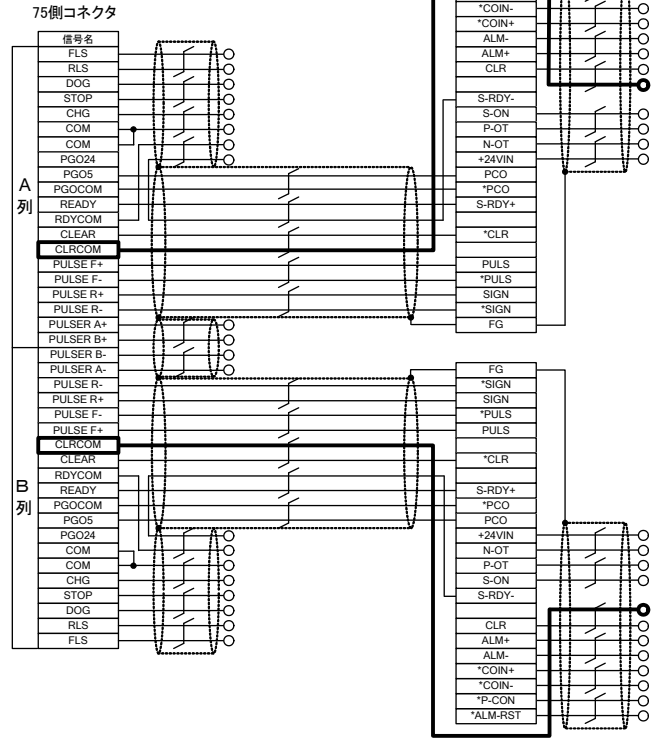 75側コネクタ
信号名
FLS
RLS
DOG
STOP
CHG
COM
COM
PGO24
PGO5
PGOCOM
READY
RDYCOM
CLEAR
CLRCOM
PULSE F+
PULSE F-
PULSE R+
PULSE R-
PULSER A+
A列
PULSER B+
PULSER B-
PULSER A-
PULSE R-
PULSE R+
PULSE F-
PULSE F+
CLRCOM
CLEAR
RDYCOM
READY
PGOCOM
PGO5
PGO24
COM
COM
CHG
STOP
DOG
RLS
FLS
B列
*COIN-
*COIN+
ALM-
ALM+
CLR
S-RDY-
S-ON
P-OT
N-OT
+24VIN
PCO
*PCO
S-RDY+
*CLR
PULS
*PULS
SIGN
*SIGN
FG
FG
*SIGN
SIGN
*PULS
PULS
*CLR
S-RDY+
*PCO
PCO
+24VIN
N-OT
P-OT
S-ON
S-RDY-
CLR
ALM+
ALM-
*COIN+
*COIN-
*P-CON
*ALM-RST